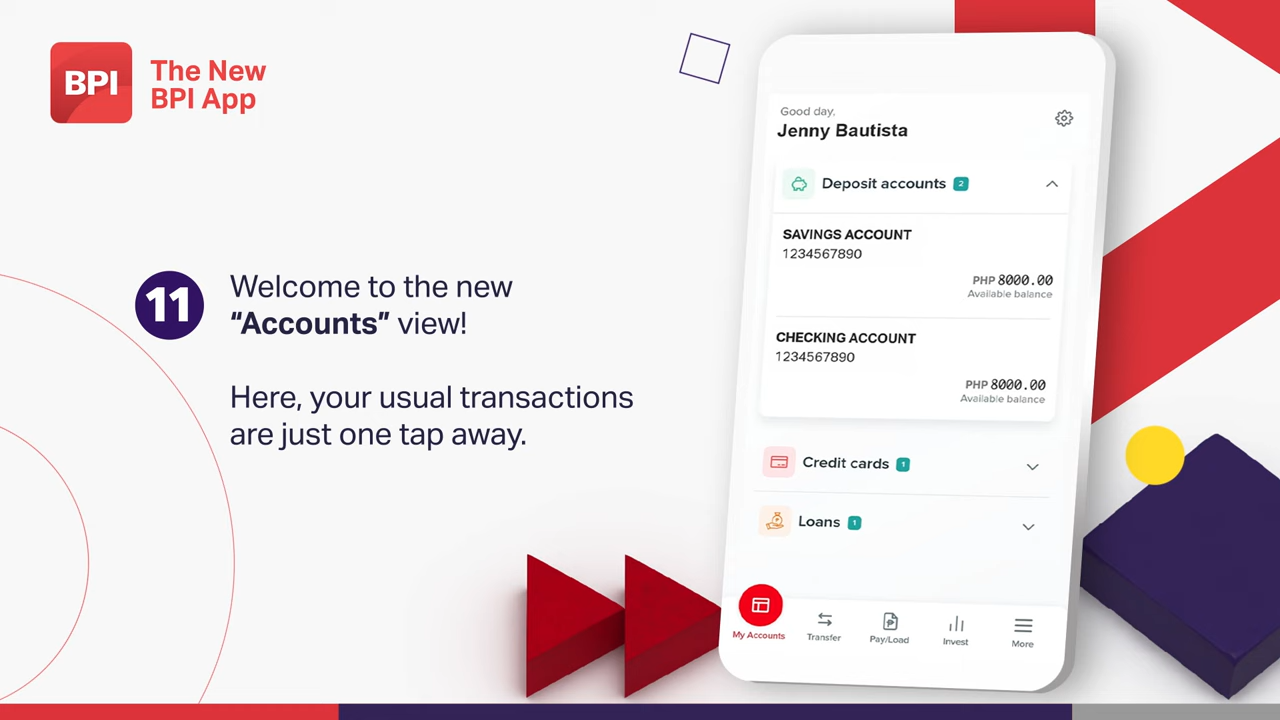 BPI
The New
BPI App
11
Welcome to the new
“Accounts” view!
Here, your usual transactions
are just one tap away.
Good day,
Jenny Bautista
Deposit accounts 2
SAVINGS ACCOUNT
1234567890
PHP 8000.00
Available balance
CHECKING ACCOUNT
1234567890
PHP 8000.00
Available balance
Credit cards 1
Loans 1
My Accounts
Transfer
Pay/Load
Invest
More